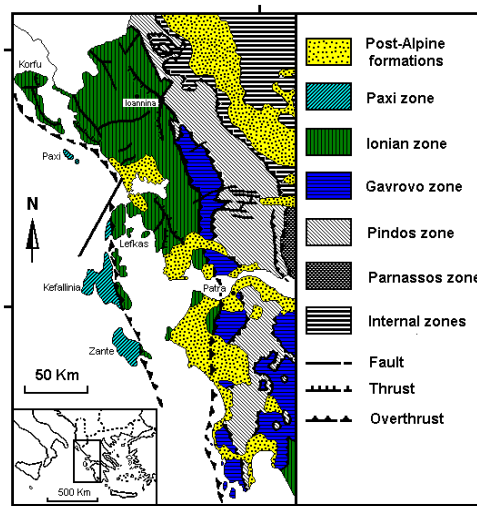 Korfu
Ioannina
Paxi
N
Lefkas
Kefallinia
Patra
Zante
50 Km
500 Km
Post-Alpine
formations
Paxi zone
Ionian zone
Gavrovo zone
Pindos zone
Parnassos zone
Internal zones
Fault
Thrust
Overthrust